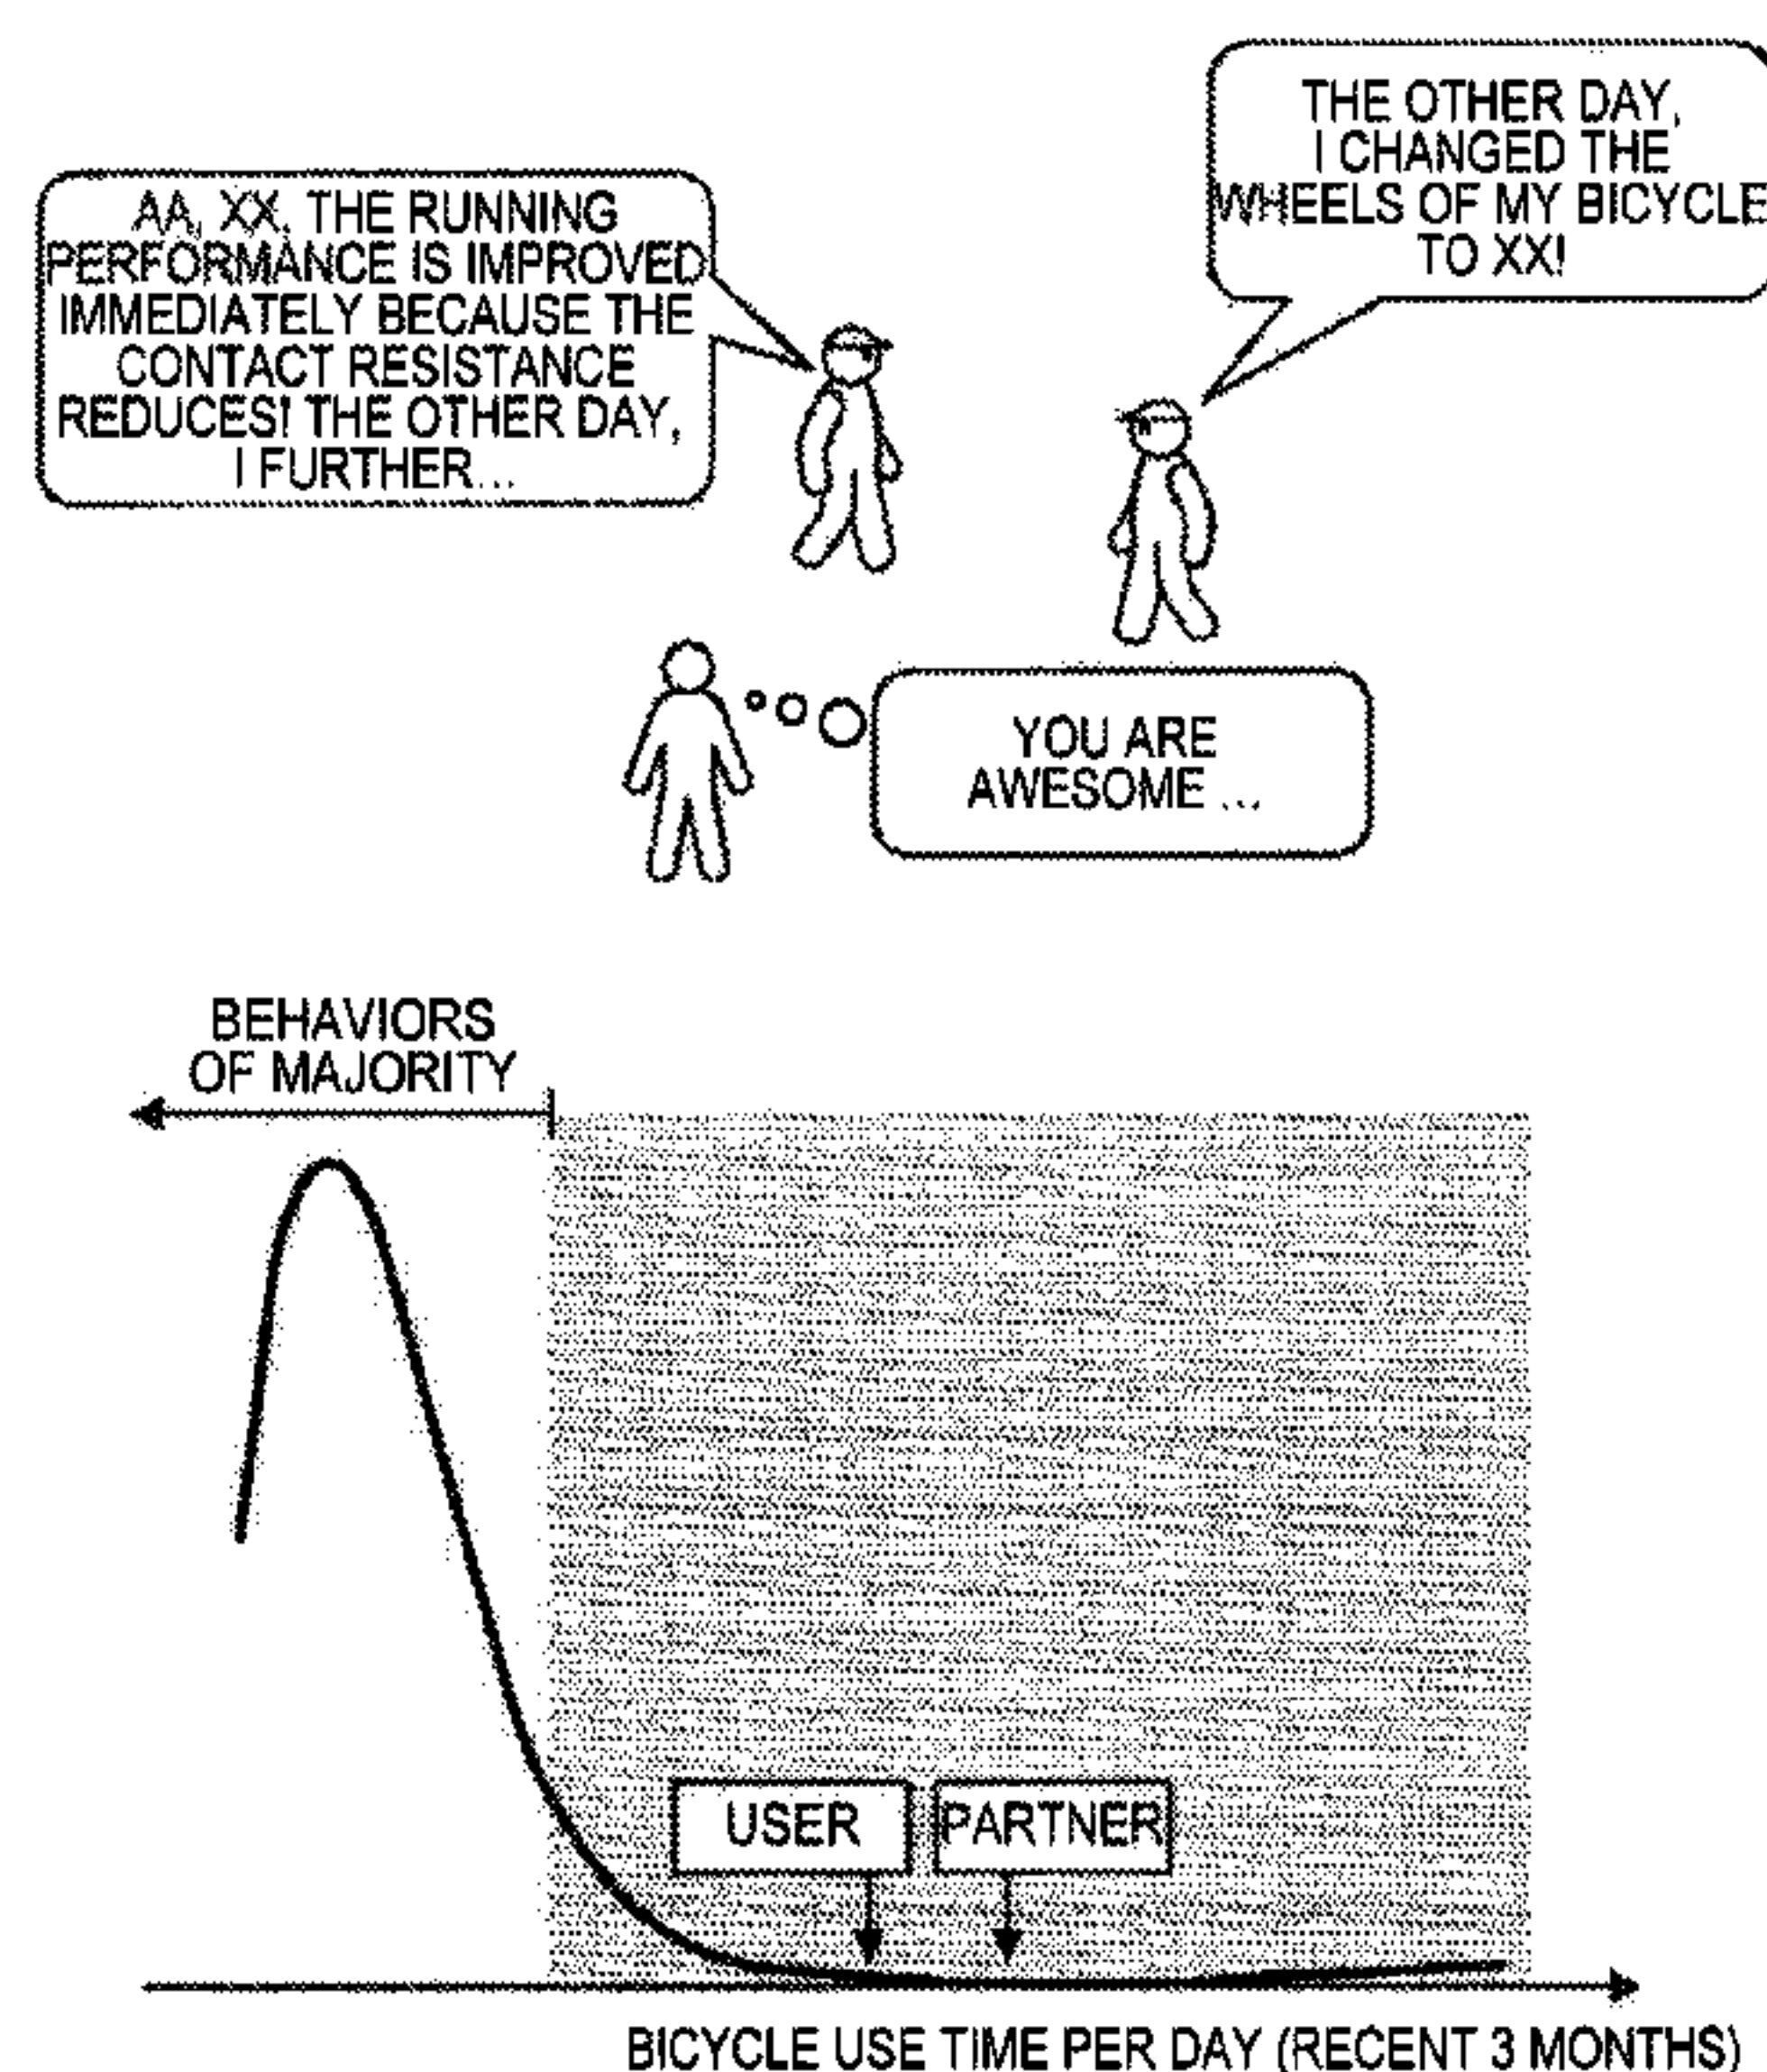 THE OTHER DAY,
I CHANGED THE
WHEELS OF MY BICYCLE
TO XX!
AA, XX. THE RUNNING
PERFORMANCE IS IMPROVED
IMMEDIATELY BECAUSE THE
CONTACT RESISTANCE
REDUCES! THE OTHER DAY,
I FURTHER...
YOU ARE
AWESOME ...
BEHAVIORS
OF MAJORITY
USER
PARTNER
BICYCLE USE TIME PER DAY (RECENT 3 MONTHS)